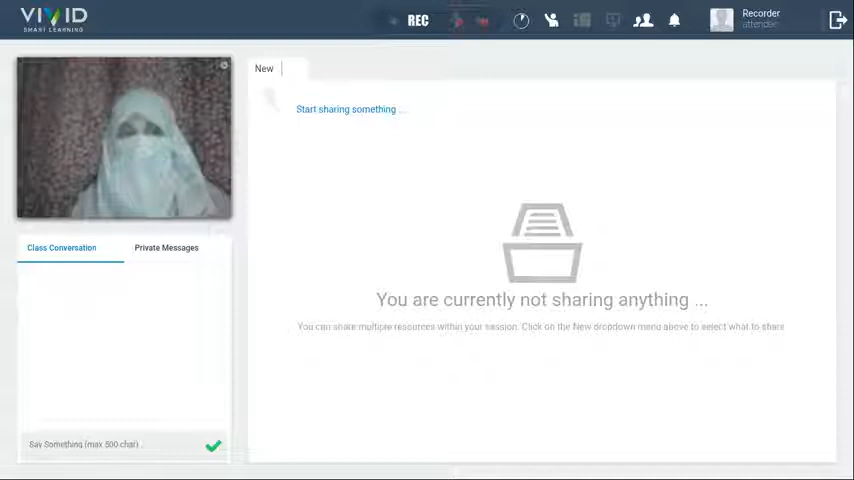 VIVID
SMART LEARNING
REC
Recorder
attendee
New
Start sharing something ...
You are currently not sharing anything ...
You can share multiple resources within your session. Click on the New dropdown menu above to select what to share
Class Conversation
Private Messages
Say Something (max 500 char) ...